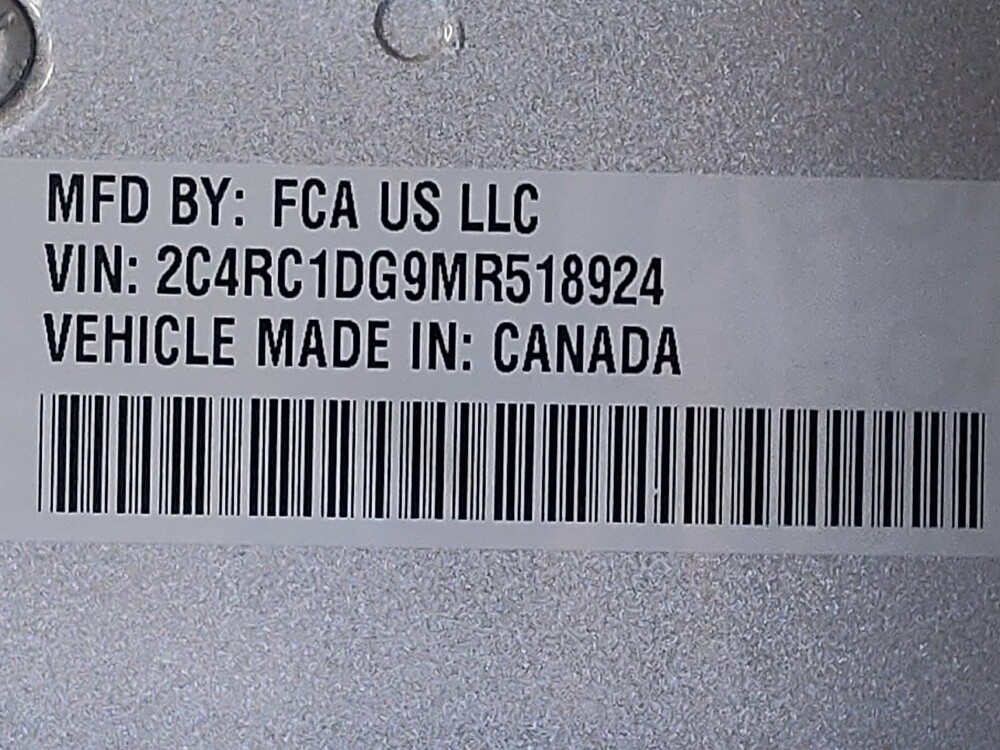 MFD BY: FCA US LLC
VIN: 2C4RC1DG9MR518924
VEHICLE MADE IN: CANADA